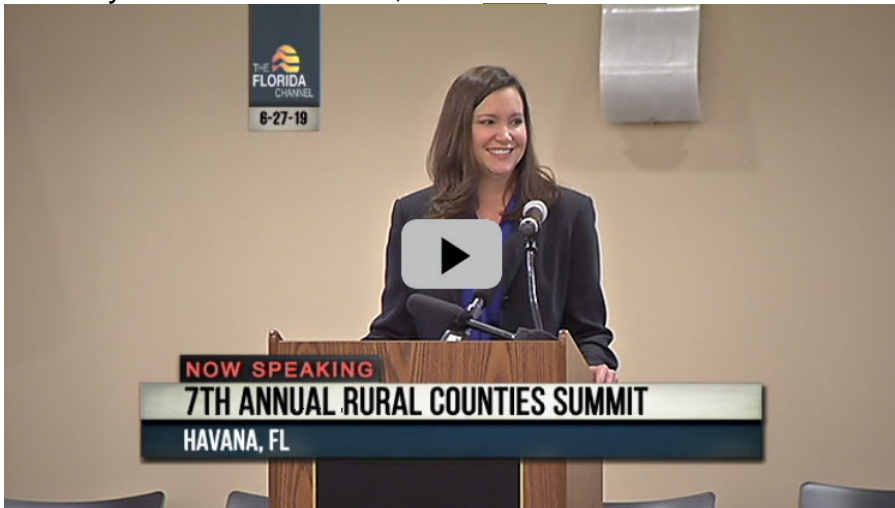 THE
FLORIDA
CHANNEL
6-27-19
NOW SPEAKING
7TH ANNUAL RURAL COUNTIES SUMMIT
HAVANA, FL